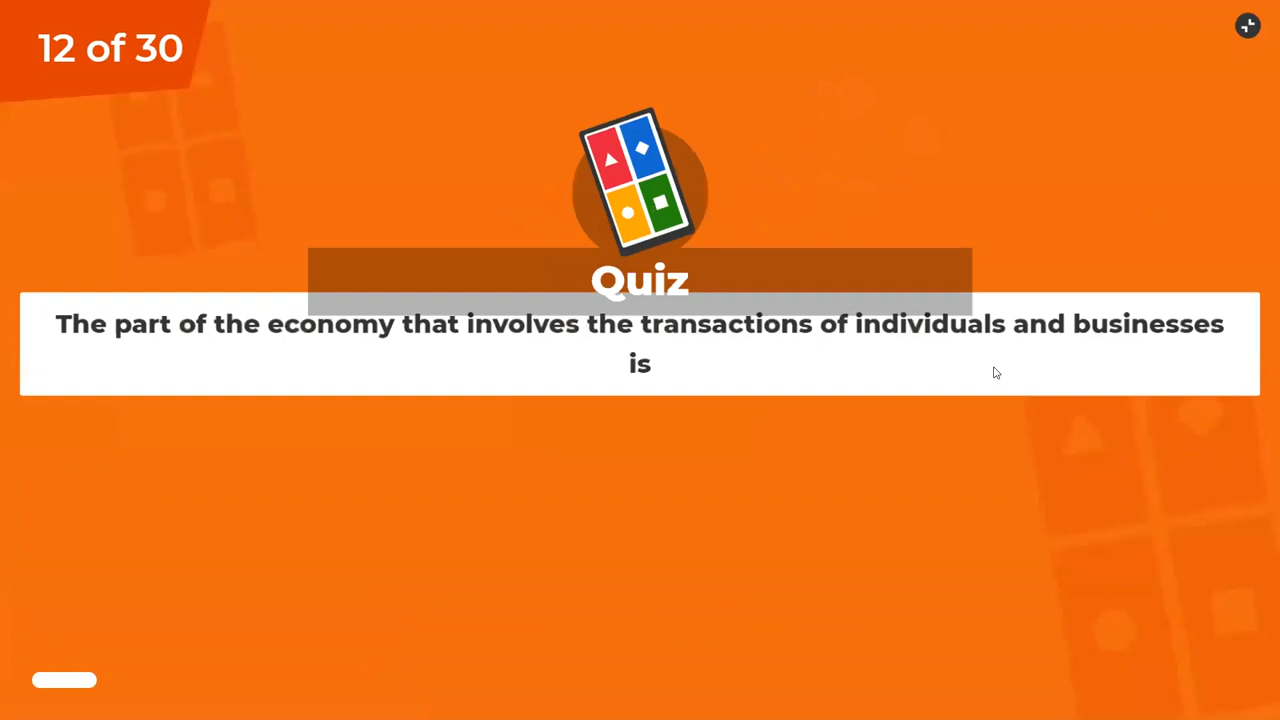 12 of 30
Quiz
The part of the economy that involves the transactions of individuals and businesses
is